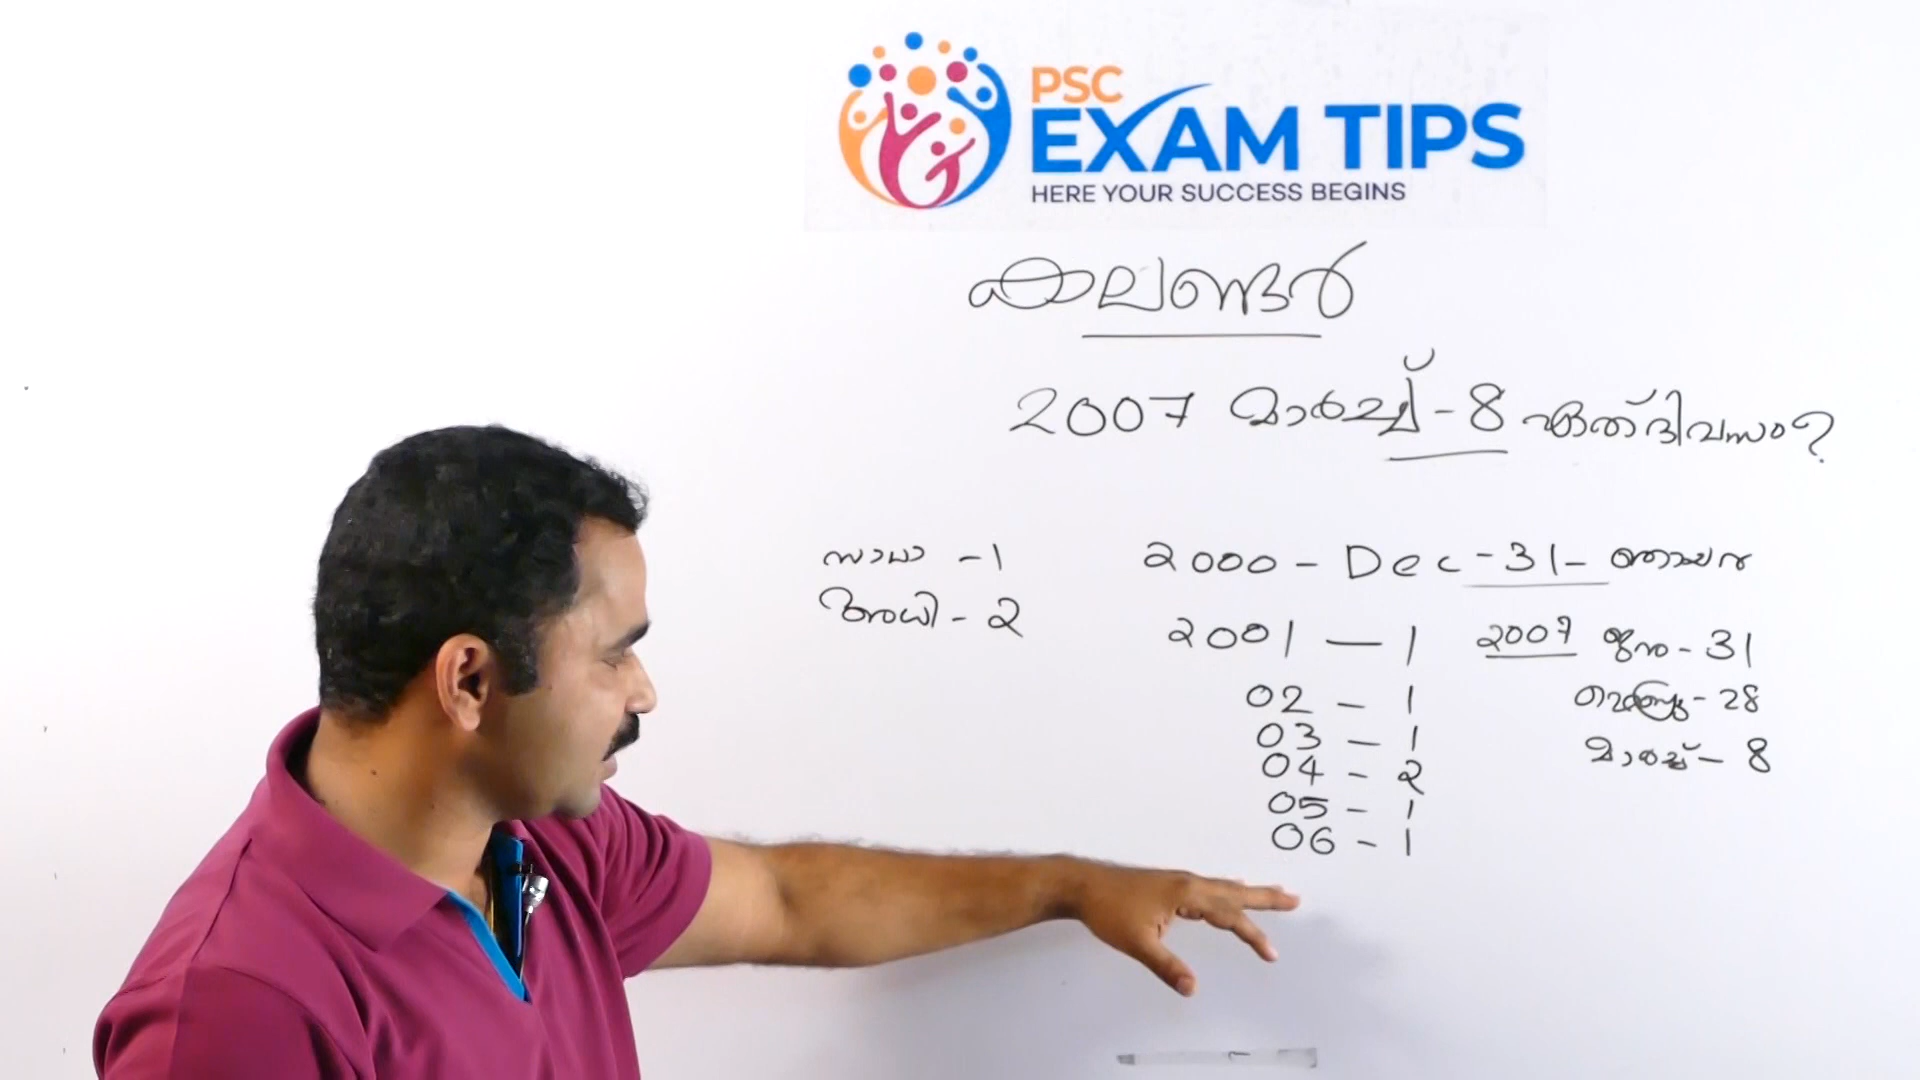 PSC
EXAM TIPS
HERE YOUR SUCCESS BEGINS
കലണ്ടർ
2007 മാർച്ച് - 8 ഏത് ദിവസം?
സാധാ - 1
അധി - 2
2000 - Dec - 31 - ഞായർ
2001 — 1
02 - 1
03 - 1
04 - 2
05 - 1
06 - 1
2007 ജന - 31
- 28
മാർച്ച് - 8